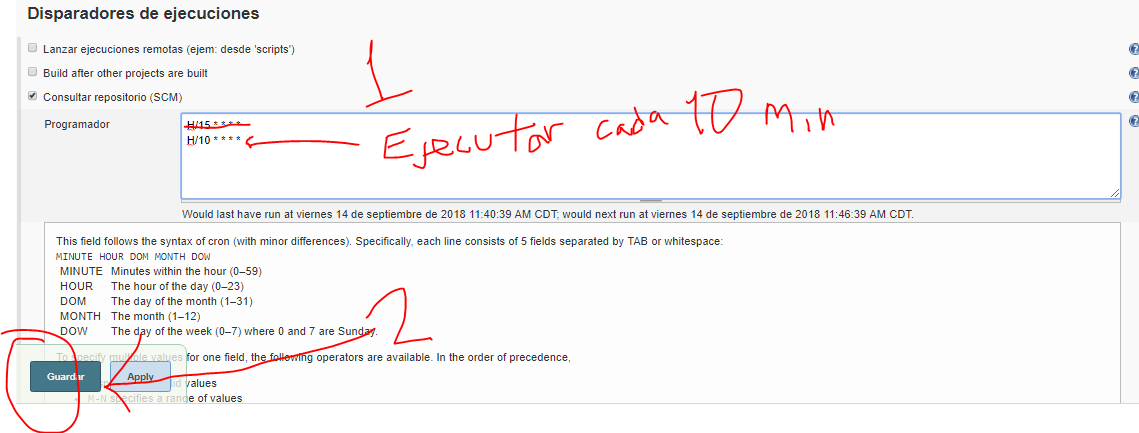 Disparadores de ejecuciones
Lanzar ejecuciones remotas (ejem: desde 'scripts')
Build after other projects are built
Consultar repositorio (SCM)
1
Programador
H/15 * * * *
H/10 * * * *
Ejecutor cada 10 Min
Would last have run at viernes 14 de septiembre de 2018 11:40:39 AM CDT; would next run at viernes 14 de septiembre de 2018 11:46:39 AM CDT.
This field follows the syntax of cron (with minor differences). Specifically, each line consists of 5 fields separated by TAB or whitespace:
MINUTE HOUR DOM MONTH DOW
MINUTE Minutes within the hour (0–59)
HOUR The hour of the day (0–23)
DOM The day of the month (1–31)
MONTH The month (1–12)
DOW The day of the week (0–7) where 0 and 7 are Sunday.
2
To specify multiple values for one field, the following operators are available. In the order of precedence,
Guardar
Apply
values
M-N specifies a range of values